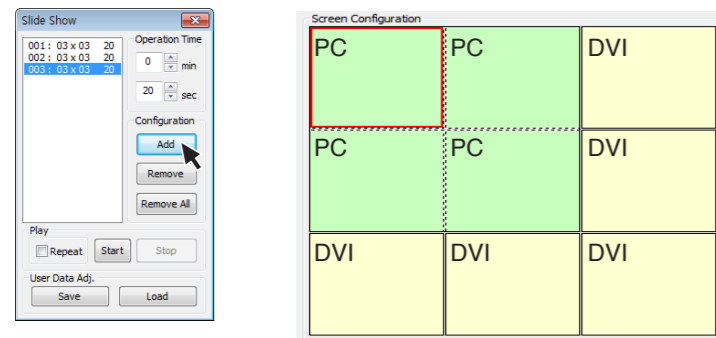 Slide Show
001 : 03 x 03 20
002 : 03 x 03 20
003 : 03 x 03 20
Operation Time
0 min
20 sec
Configuration
Add
Remove
Remove All
Play
Repeat Start Stop
User Data Adj.
Save Load
Screen Configuration
PC PC DVI
PC PC DVI
DVI DVI DVI